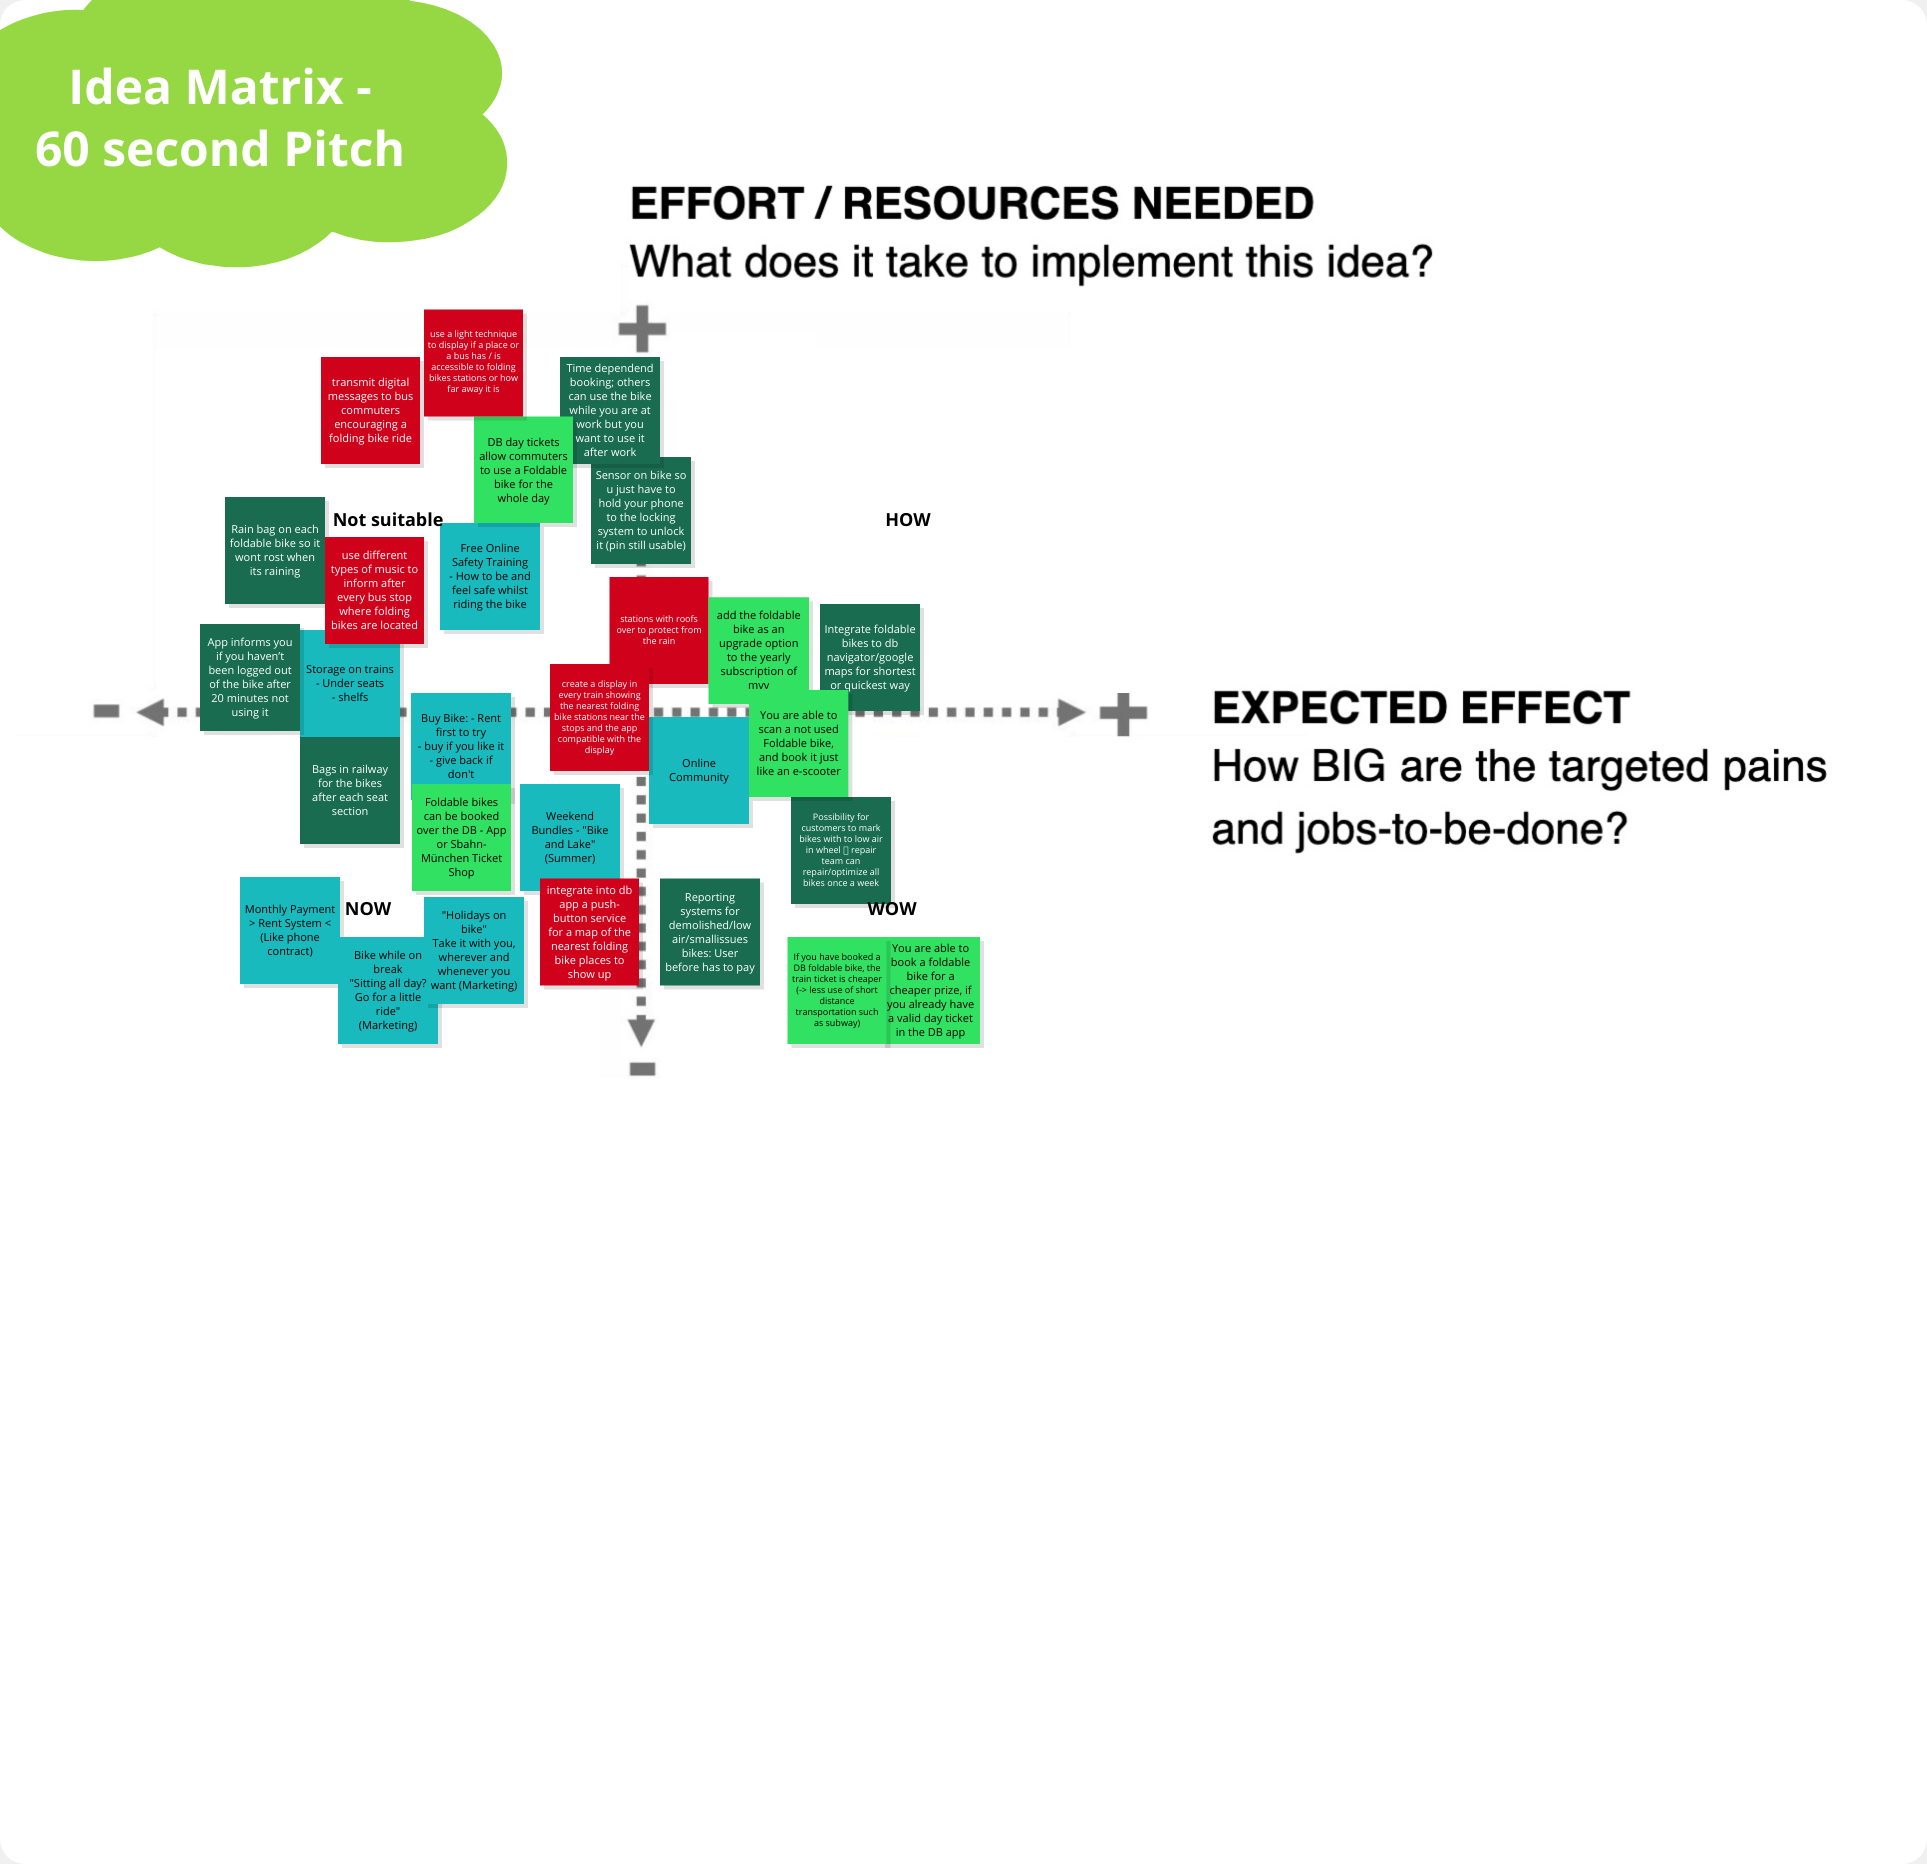 Idea Matrix -
60 second Pitch
EFFORT / RESOURCES NEEDED
What does it take to implement this idea?
use a light technique
to display if a place or
a bus has / is
accessible to folding
bikes stations or how
far away it is
transmit digital
messages to bus
commuters
encouraging a
folding bike ride
Time dependend
booking; others
can use the bike
while you are at
work but you
want to use it
after work
DB day tickets
allow commuters
to use a Foldable
bike for the
whole day
Sensor on bike so
u just have to
hold your phone
to the locking
system to unlock
it (pin still usable)
Not suitable
HOW
Rain bag on each
foldable bike so it
wont rost when
its raining
use different
types of music to
inform after
every bus stop
where folding
bikes are located
Free Online
Safety Training
- How to be and
feel safe whilst
riding the bike
stations with roofs
over to protect from
the rain
add the foldable
bike as an
upgrade option
to the yearly
subscription of
mvv
Integrate foldable
bikes to db
navigator/google
maps for shortest
or quickest way
App informs you
if you haven't
been logged out
of the bike after
20 minutes not
using it
Storage on trains
- Under seats
- shelfs
create a display in
every train showing
the nearest folding
bike stations near the
stops and the app
compatible with the
display
Buy Bike: - Rent
first to try
- buy if you like it
- give back if
don't
You are able to
scan a not used
Foldable bike,
and book it just
like an e-scooter
EXPECTED EFFECT
How BIG are the targeted pains
and jobs-to-be-done?
Online
Community
Bags in railway
for the bikes
after each seat
section
Foldable bikes
can be booked
over the DB - App
or Sbahn-
München Ticket
Shop
Weekend
Bundles - "Bike
and Lake"
(Summer)
Possibility for
customers to mark
bikes with to low air
in wheel repair
team can
repair/optimize all
bikes once a week
Monthly Payment
> Rent System <
(Like phone
contract)
NOW
WOW
Bike while on
break
"Sitting all day?
Go for a little
ride"
(Marketing)
"Holidays on
bike"
Take it with you,
wherever and
whenever you
want (Marketing)
integrate into db
app a push-
button service
for a map of the
nearest folding
bike places to
show up
Reporting
systems for
demolished/low
air/smallissues
bikes: User
before has to pay
If you have booked a
DB foldable bike, the
train ticket is cheaper
(-> less use of short
distance
transportation such
as subway)
You are able to
book a foldable
bike for a
cheaper prize, if
you already have
a valid day ticket
in the DB app